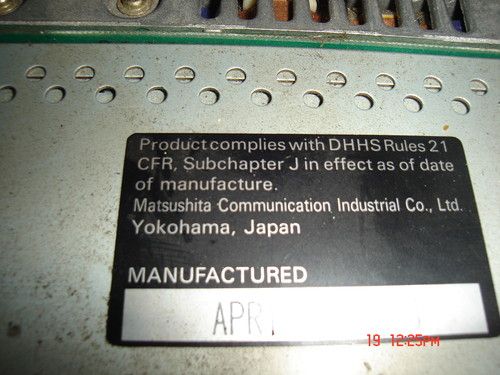 Product complies with DHHS Rules 21
CFR, Subchapter J in effect as of date
of manufacture.
Matsushita Communication Industrial Co., Ltd.
Yokohama, Japan
MANUFACTURED
APR
19 12:25PM